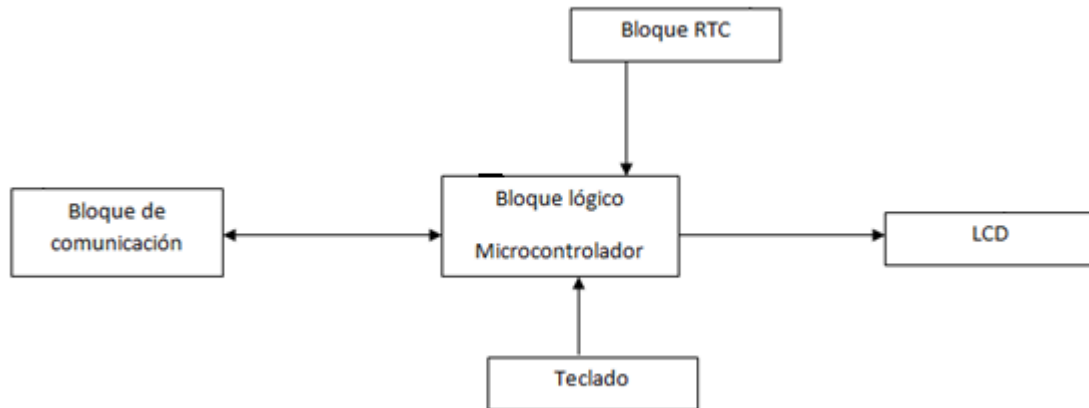 Bloque RTC
Bloque de
comunicación
Bloque lógico
Microcontrolador
LCD
Teclado